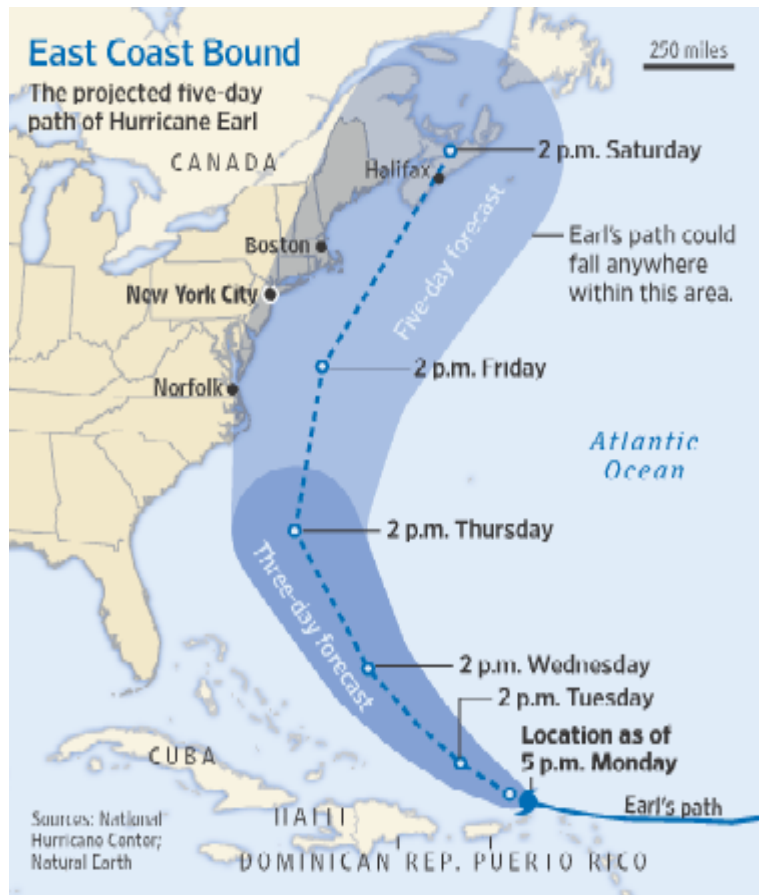 East Coast Bound
The projected five-day
path of Hurricane Earl
250 miles
CANADA
Halifax
2 p.m. Saturday
Boston
Earl's path could
fall anywhere
within this area.
New York City
Five-day forecast
2 p.m. Friday
Norfolk
Atlantic
Ocean
2 p.m. Thursday
Three-day forecast
2 p.m. Wednesday
2 p.m. Tuesday
Location as of
5 p.m. Monday
CUBA
Earl's path
HAITI
Sources: National
Hurricane Center;
Natural Earth
DOMINICAN REP.
PUERTO RICO